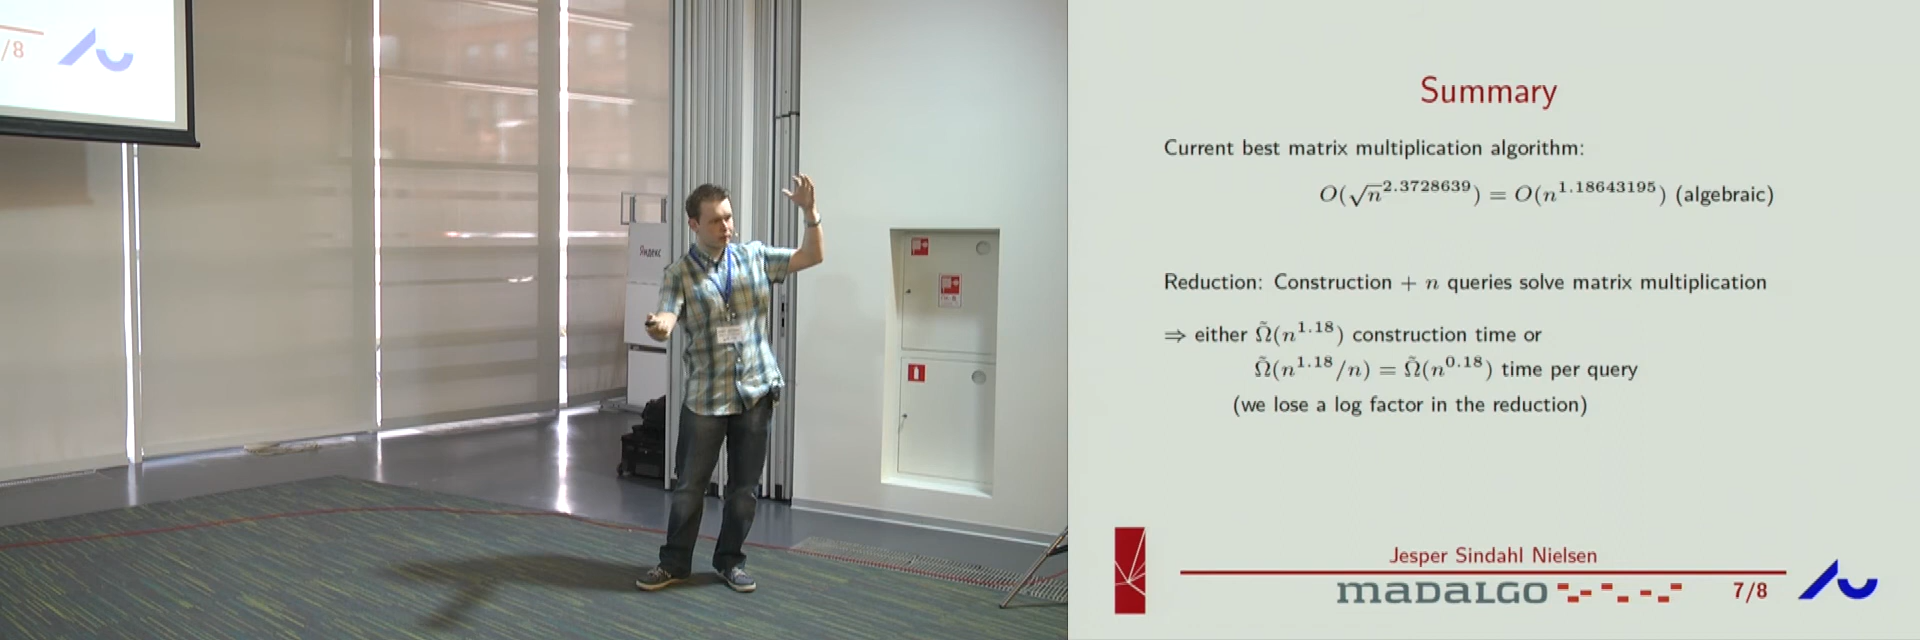 /8
Яндекс
Summary
Current best matrix multiplication algorithm:
O(√n^2.3728639) = O(n^1.18643195) (algebraic)
Reduction: Construction + n queries solve matrix multiplication
⇒ either Ω̃(n^1.18) construction time or
Ω̃(n^1.18/n) = Ω̃(n^0.18) time per query
(we lose a log factor in the reduction)
Jesper Sindahl Nielsen
maDaLGO
7/8